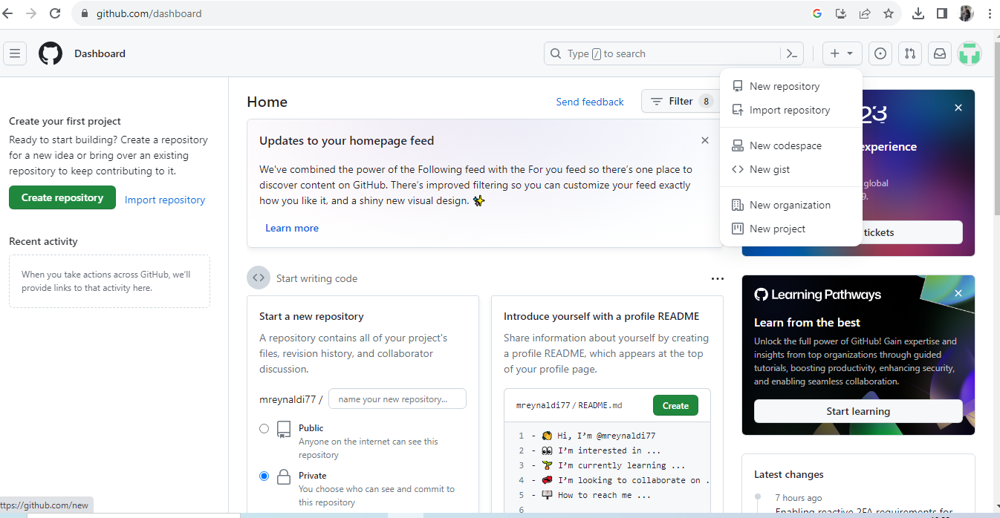 github.com/dashboard
Dashboard
Type / to search
New repository
Import repository
New codespace
New gist
New organization
New project
Create your first project
Ready to start building? Create a repository
for a new idea or bring over an existing
repository to keep contributing to it.
Create repository
Import repository
Recent activity
When you take actions across GitHub, we’ll
provide links to that activity here.
Home
Send feedback
Filter 8
Updates to your homepage feed
We've combined the power of the Following feed with the For you feed so there’s one place to
discover content on GitHub. There’s improved filtering so you can customize your feed exactly
how you like it, and a shiny new visual design. ✨
Learn more
Start writing code
Start a new repository
A repository contains all of your project's
files, revision history, and collaborator
discussion.
mreynaldi77 /
name your new repository...
Public
Anyone on the internet can see this
repository
Private
You choose who can see and commit to
this repository
Introduce yourself with a profile README
Share information about yourself by creating
a profile README, which appears at the top
of your profile page.
mreynaldi77 / README.md
Create
1 - 👋 Hi, I’m @mreynaldi77
2 - 👀 I’m interested in ...
3 - 🌱 I’m currently learning ...
4 - 💞️ I’m looking to collaborate on .
5 - 📫 How to reach me ...
6
23
experience
global
9.
tickets
Learning Pathways
Learn from the best
Unlock the full power of GitHub! Gain expertise and
insights from top organizations through guided
tutorials, boosting productivity, enhancing security,
and enabling seamless collaboration.
Start learning
Latest changes
7 hours ago
Enabling reactive 2FA requirements for
ttps://github.com/new